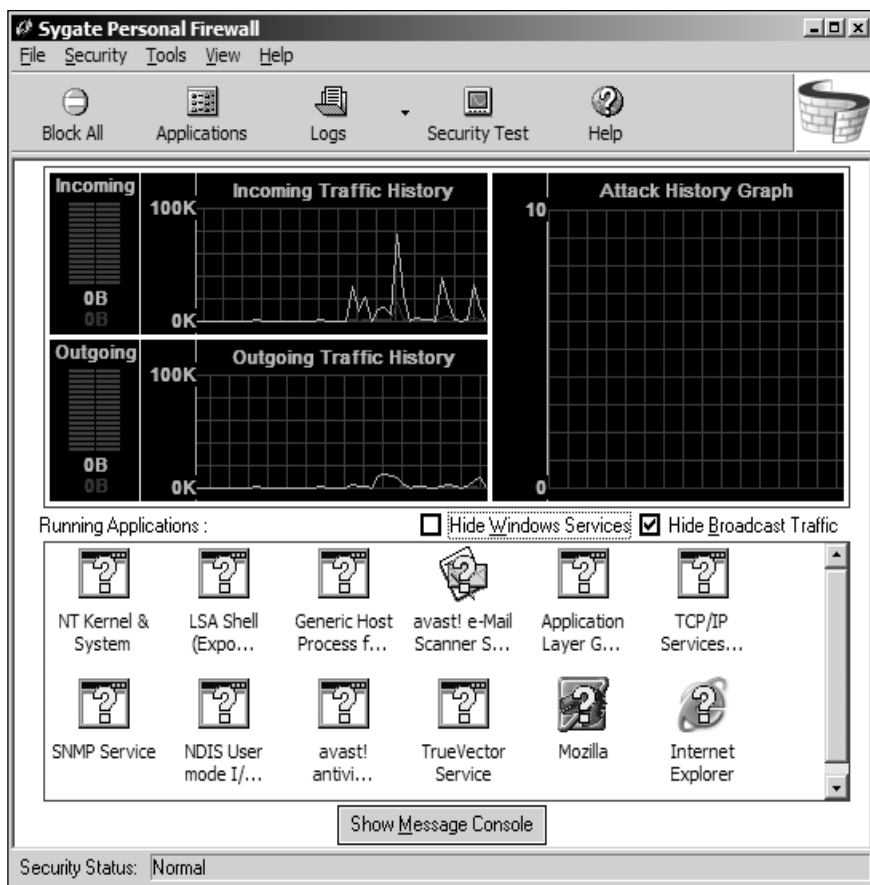 Sygate Personal Firewall
File Security Tools View Help
Block All Applications Logs Security Test Help
Incoming
Incoming Traffic History
100K
0K
0B
0B
Attack History Graph
10
0
Outgoing
Outgoing Traffic History
100K
0K
0B
0B
Running Applications :
Hide Windows Services
Hide Broadcast Traffic
NT Kernel &
System
LSA Shell
(Expo...
Generic Host
Process f...
avast! e-Mail
Scanner S...
Application
Layer G...
TCP/IP
Services...
SNMP Service
NDIS User
mode I/...
avast!
antivi...
TrueVector
Service
Mozilla
Internet
Explorer
Show Message Console
Security Status: Normal